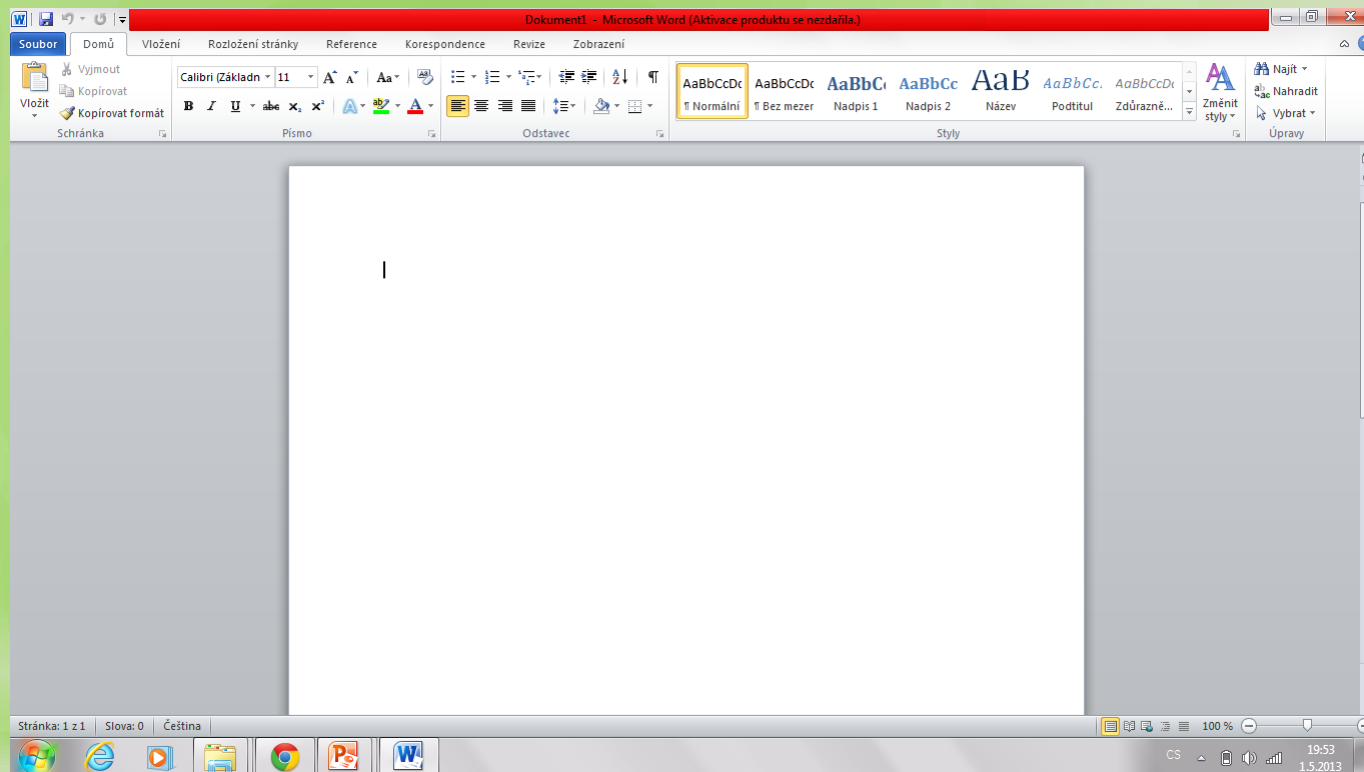 Dokument1 - Microsoft Word (Aktivace produktu se nezdařila.)
Soubor Domů Vložení Rozložení stránky Reference Korespondence Revize Zobrazení
Vložit
Vyjmout
Kopírovat
Kopírovat formát
Schránka
Calibri (Základn 11
Písmo
Odstavec
AaBbCcDc AaBbCcDc AaBbC AaBbCc AaB AaBbCc. AaBbCcDc
¶ Normální ¶ Bez mezer Nadpis 1 Nadpis 2 Název Podtitul Zdůrazně...
Změnit
styly
Styly
Najít
Nahradit
Vybrat
Úpravy
Stránka: 1 z 1 Slova: 0 Čeština 100 %
CS 19:53
1.5.2013